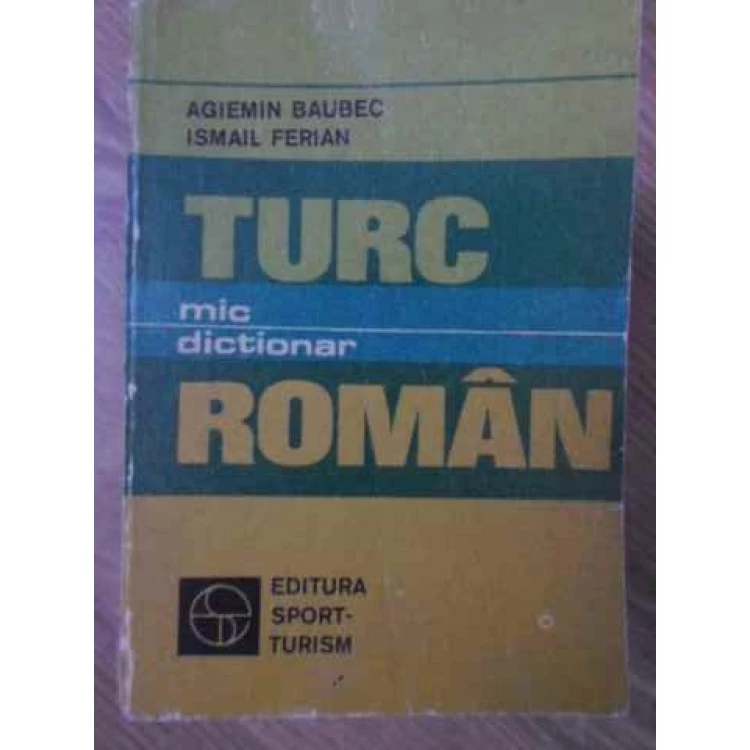 AGIEMIN BAUBEC
ISMAIL FERIAN
TURC
mic
dictionar
ROMÂN
EDITURA
SPORT-
TURISM